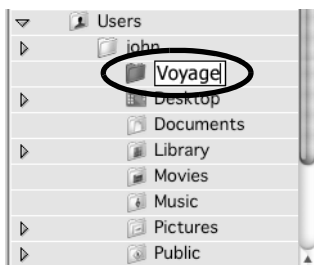 Users
john
Voyage
Desktop
Documents
Library
Movies
Music
Pictures
Public